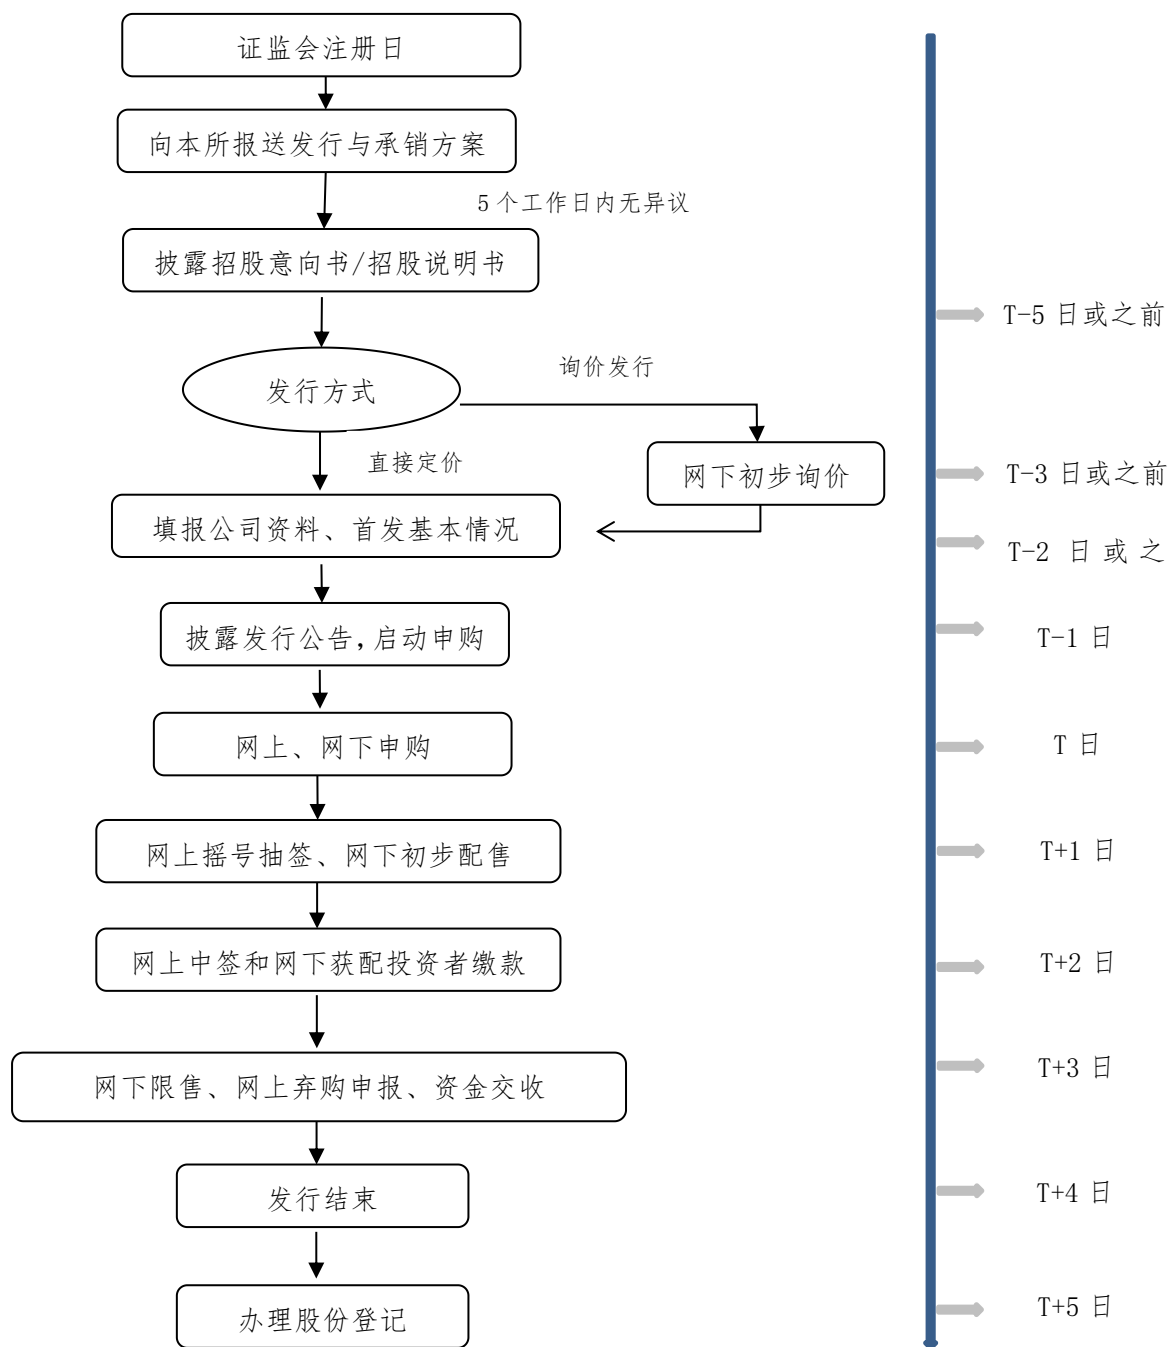 证监会注册日
向本所报送发行与承销方案
5个工作日内无异议
披露招股意向书/招股说明书
T-5 日或之前
询价发行
发行方式
直接定价
网下初步询价
T-3 日或之前
填报公司资料、首发基本情况
T-2 日 或 之
披露发行公告,启动申购
T-1 日
网上、网下申购
T 日
网上摇号抽签、网下初步配售
T+1 日
网上中签和网下获配投资者缴款
T+2 日
网下限售、网上弃购申报、资金交收
T+3 日
发行结束
T+4 日
办理股份登记
T+5 日